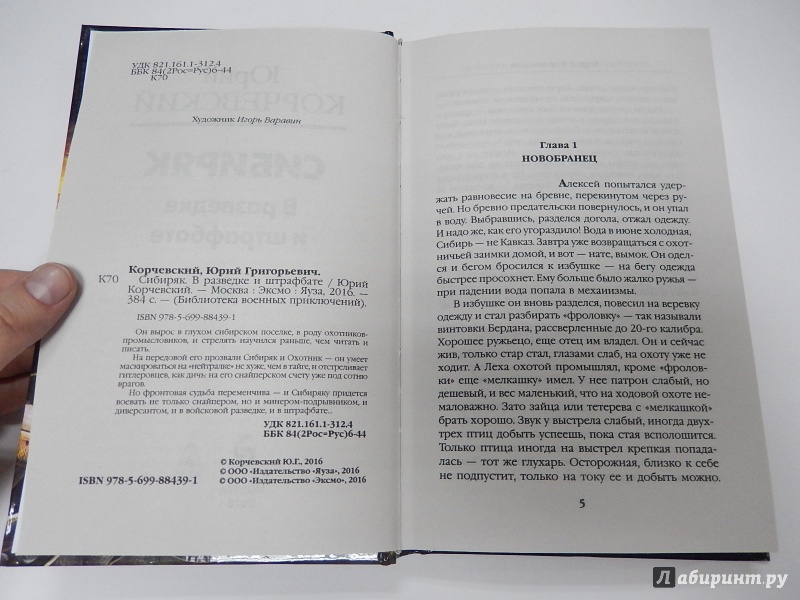 УДК 821.161.1-312.4
ББК 84(2Рос=Рус)6-44
К70
Художник Игорь Варавин
Корчевский, Юрий Григорьевич.
К70 Сибиряк. В разведке и штрафбате / Юрий
Корчевский. — Москва : Эксмо : Яуза, 2016. —
384 с. — (Библиотека военных приключений).
ISBN 978-5-699-88439-1
Он вырос в глухом сибирском поселке, в роду охотников-
промысловиков, и стрелять научился раньше, чем читать и
писать.
На передовой его прозвали Сибиряк и Охотник — он умеет
маскироваться на «нейтралке» не хуже, чем в тайге, и отстреливает
гитлеровцев, как дичь: на его снайперском счету уже под сотню
врагов.
Но фронтовая судьба переменчива — и Сибиряку придется
воевать не только снайпером, но и минером-подрывником, и
диверсантом, и в войсковой разведке, и в штрафбате..
УДК 821.161.1-312.4
ББК 84(2Рос=Рус)6-44
© Корчевский Ю.Г., 2016
© ООО «Издательство «Яуза», 2016
ISBN 978-5-699-88439-1 © ООО «Издательство «Эксмо», 2016
Глава 1
НОВОБРАНЕЦ
Алексей попытался удер-
жать равновесие на бревне, перекинутом через ру-
чей. Но бревно предательски повернулось, и он упал
в воду. Выбравшись, разделся догола, отжал одежду.
И надо же, как его угораздило! Вода в июне холодная,
Сибирь — не Кавказ. Завтра уже возвращаться с охот-
ничьей заимки домой, и вот — нате, вымок. Он одел-
ся и бегом бросился к избушке — на бегу одежда
быстрее просохнет. Ему больше было жалко ружья —
при падении вода попала в механизмы.
В избушке он вновь разделся, повесил на веревку
одежду и стал разбирать «фроловку» — так называли
винтовки Бердана, рассверленные до 20-го калибра.
Хорошее ружьецо, еще отец им владел. Он и сейчас
жив, только стар стал, глазами слаб, на охоту уже не
ходит. А Леха охотой промышлял, кроме «фролов-
ки» еще «мелкашку» имел. У нее патрон слабый, но
дешевый, и вес маленький, что на ходовой охоте не-
маловажно. Зато зайца или тетерева с «мелкашкой»
брать хорошо. Звук у выстрела слабый, иногда двух-
трех птиц добыть успеешь, пока стая всполошится.
Только птица иногда на выстрел крепкая попада-
лась — тот же глухарь. Осторожная, близко к себе
не подпустит, только на току ее и добыть можно.
5
Лабиринт.ру